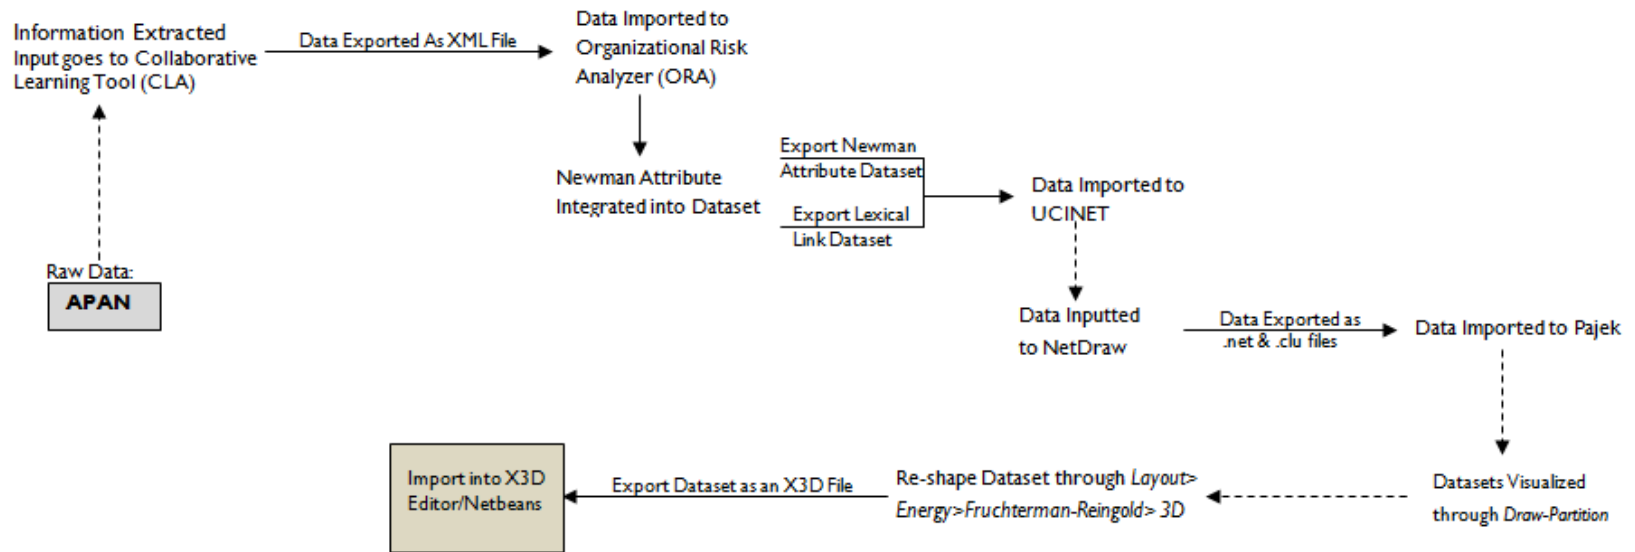 Information Extracted
Input goes to Collaborative
Learning Tool (CLA)
Data Exported As XML File
Data Imported to
Organizational Risk
Analyzer (ORA)
Newman Attribute
Integrated into Dataset
Export Newman
Attribute Dataset
Export Lexical
Link Dataset
Data Imported to
UCINET
Raw Data:
APAN
Data Inputted
to NetDraw
Data Exported as
.net & .clu files
Data Imported to Pajek
Datasets Visualized
through Draw-Partition
Re-shape Dataset through Layout>
Energy>Fruchterman-Reingold> 3D
Export Dataset as an X3D File
Import into X3D
Editor/Netbeans